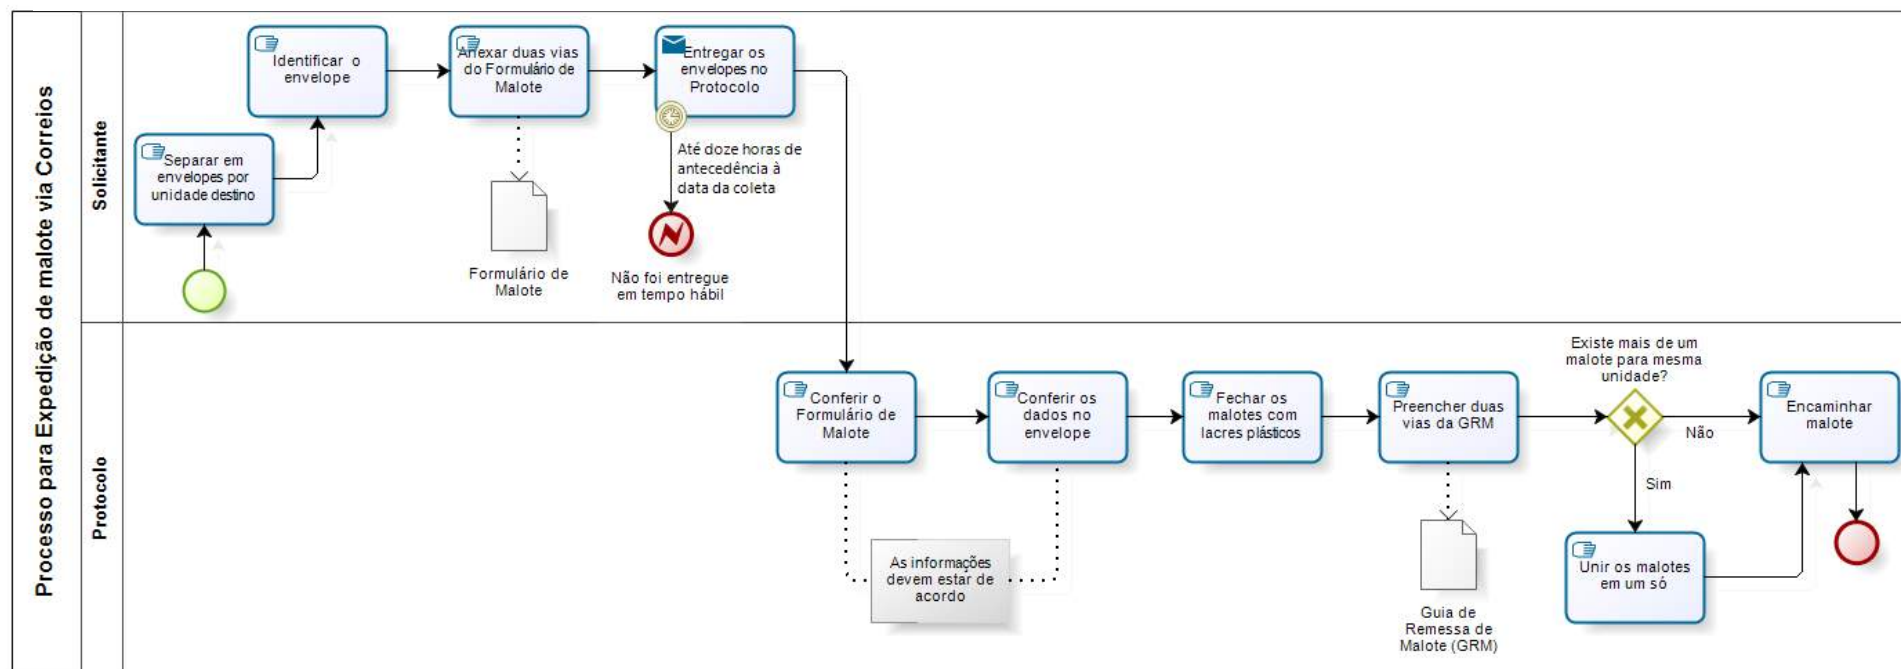 Processo para Expedição de malote via Correios
Solicitante
Separar em
envelopes por
unidade destino
Identificar o
envelope
Anexar duas vias
do Formulário de
Malote
Formulário de
Malote
Entregar os
envelopes no
Protocolo
Até doze horas de
antecedência à
data da coleta
Não foi entregue
em tempo hábil
Protocolo
Conferir o
Formulário de
Malote
Conferir os
dados no
envelope
As informações
devem estar de
acordo
Fechar os
malotes com
lacres plásticos
Preencher duas
vias da GRM
Guia de
Remessa de
Malote (GRM)
Existe mais de um
malote para mesma
unidade?
Não
Sim
Unir os malotes
em um só
Encaminhar
malote